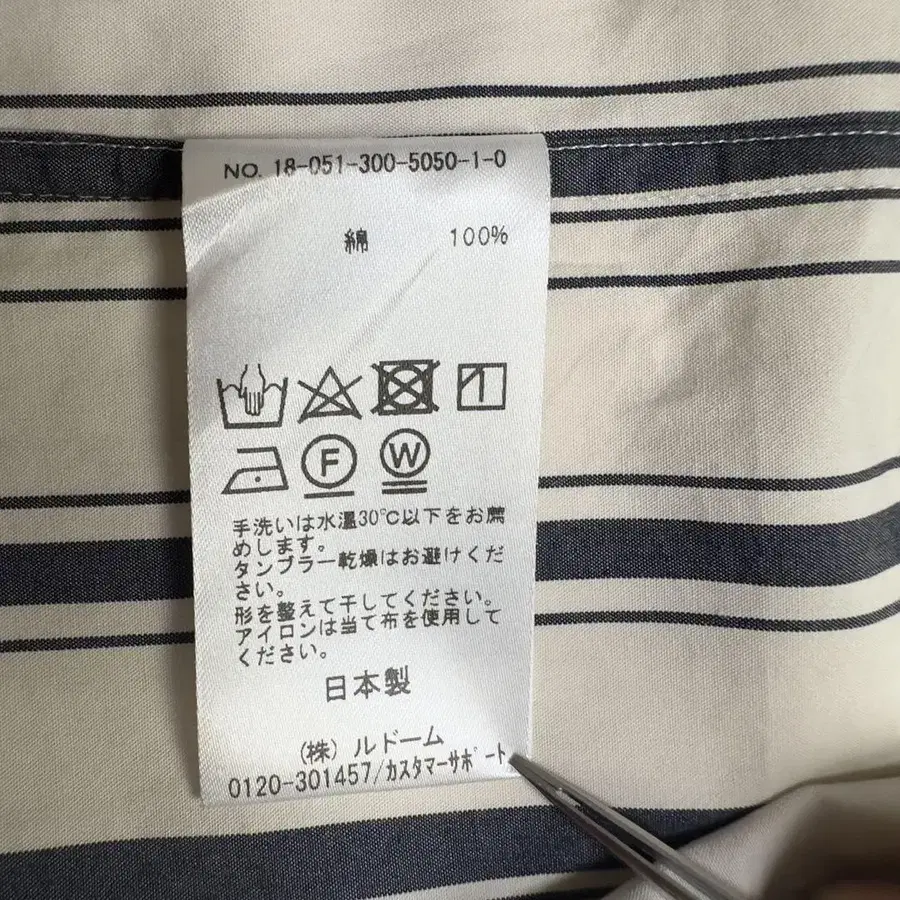 NO. 18-051-300-5050-1-0
綿 100%
F W
手洗いは水温30℃以下をお薦
めします。
タンブラー乾燥はお避けくだ
さい。
形を整えて干してください。
アイロンは当て布を使用して
ください。
日本製
(株) ルドーム
0120-301457/カスタマーサポート